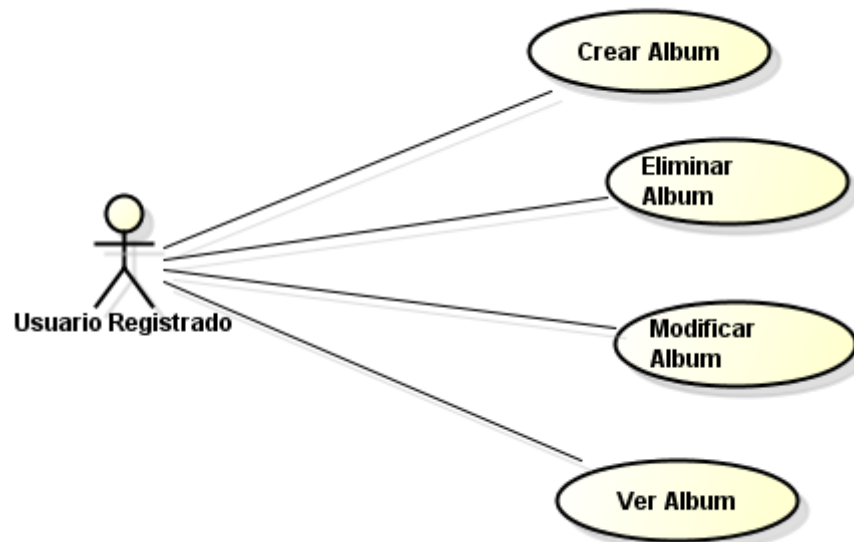 Crear Album
Eliminar
Album
Usuario Registrado
Modificar
Album
Ver Album